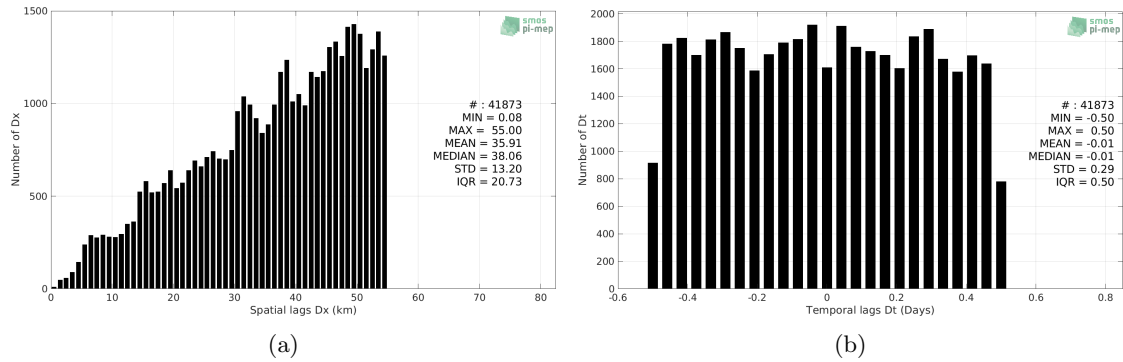 1500
1000
500
0
0
10
20
30
40
50
60
70
80
Number of Dx
Spatial lags Dx (km)
smos
pi-mep
# : 41873
MIN = 0.08
MAX = 55.00
MEAN = 35.91
MEDIAN = 38.06
STD = 13.20
IQR = 20.73
(a)
2000
1800
1600
1400
1200
1000
800
600
400
200
0
-0.6
-0.4
-0.2
0
0.2
0.4
0.6
0.8
Number of Dt
Temporal lags Dt (Days)
smos
pi-mep
# : 41873
MIN = -0.50
MAX = 0.50
MEAN = -0.01
MEDIAN = -0.01
STD = 0.29
IQR = 0.50
(b)